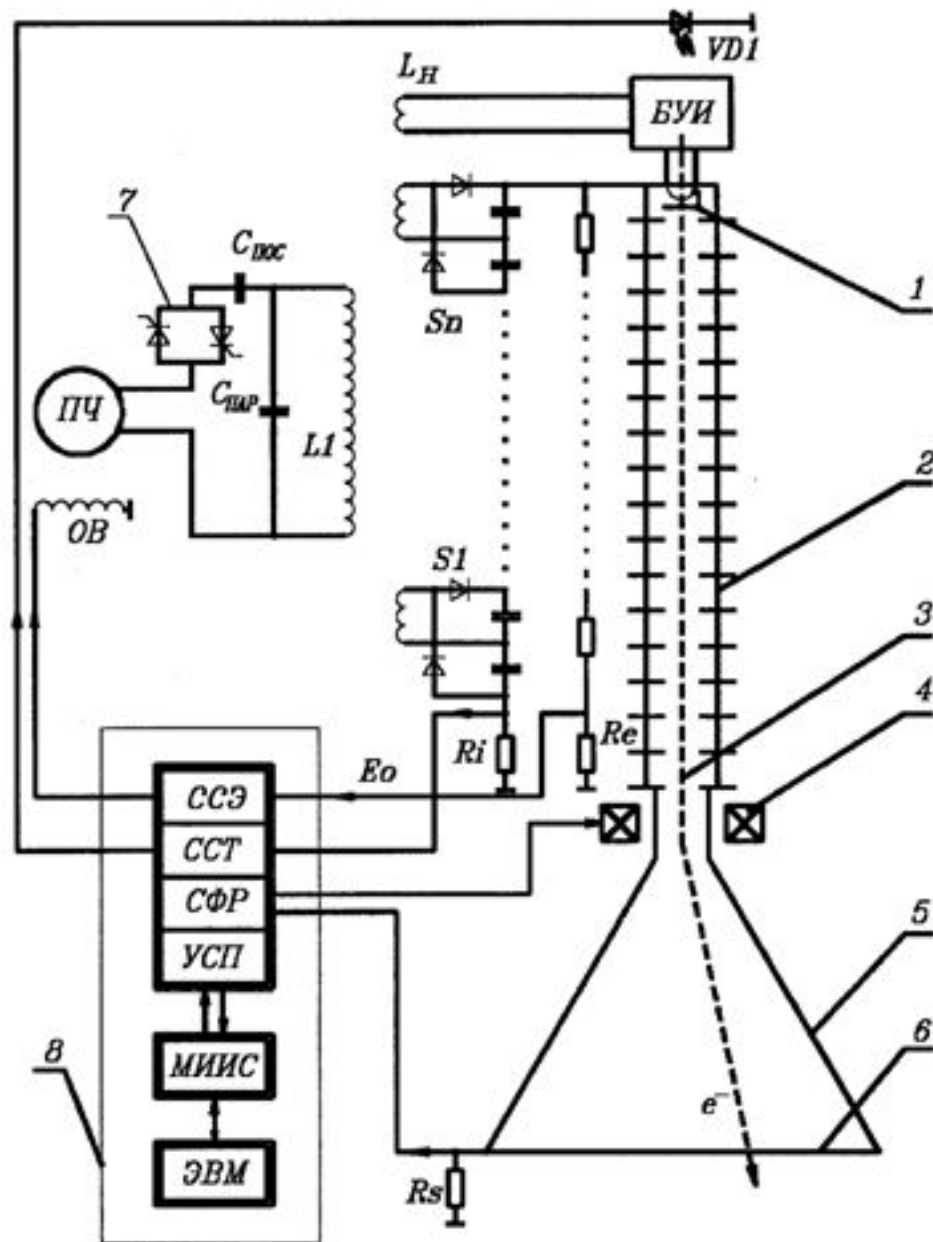 VD1
L_H
БУИ
7
C_ПОС
1
Sn
ПЧ
C_ПАР
L1
2
ОВ
S1
3
4
Ri
Re
Eo
ССЭ
ССТ
СФР
5
УСП
6
8
МИИС
e⁻
ЭВМ
Rs